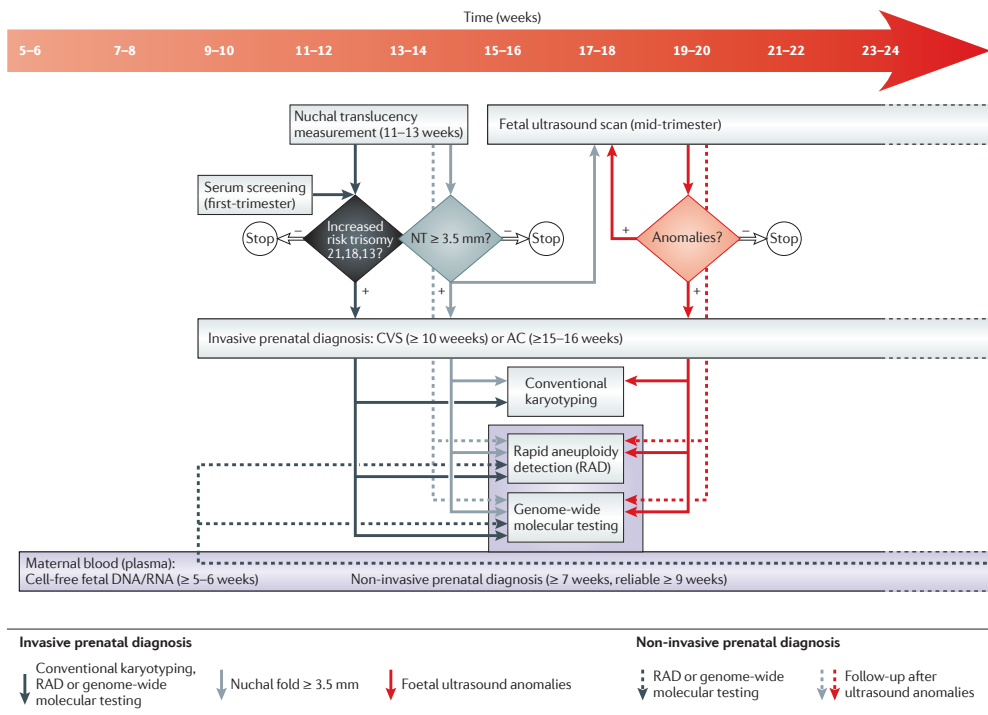 Time (weeks)
5–6 7–8 9–10 11–12 13–14 15–16 17–18 19–20 21–22 23–24
Nuchal translucency
measurement (11–13 weeks)
Fetal ultrasound scan (mid-trimester)
Serum screening
(first-trimester)
Stop
–
Increased
risk trisomy
21,18,13?
NT ≥ 3.5 mm?
–
Stop
+
Anomalies?
–
Stop
+
+
+
Invasive prenatal diagnosis: CVS (≥ 10 weeeks) or AC (≥15–16 weeks)
Conventional
karyotyping
Rapid aneuploidy
detection (RAD)
Genome-wide
molecular testing
Maternal blood (plasma):
Cell-free fetal DNA/RNA (≥ 5–6 weeks) Non-invasive prenatal diagnosis (≥ 7 weeks, reliable ≥ 9 weeks)
Invasive prenatal diagnosis
Conventional karyotyping,
RAD or genome-wide
molecular testing
Nuchal fold ≥ 3.5 mm
Foetal ultrasound anomalies
Non-invasive prenatal diagnosis
RAD or genome-wide
molecular testing
Follow-up after
ultrasound anomalies